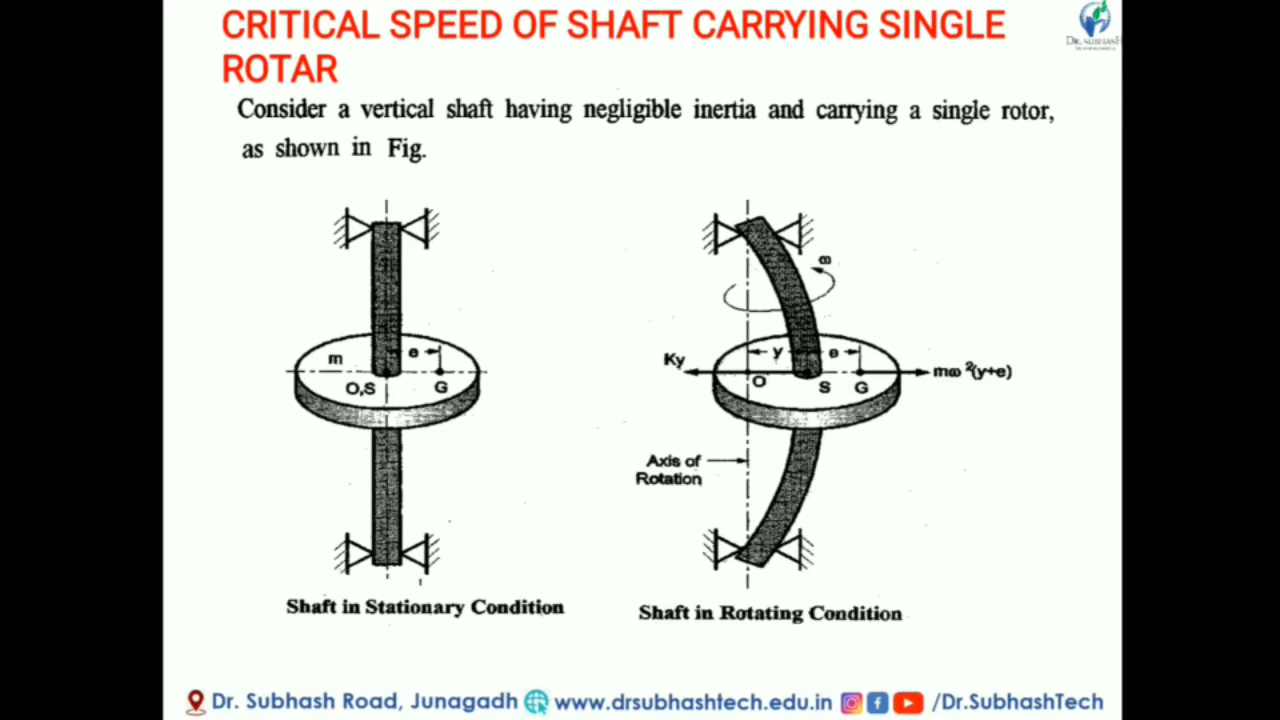 CRITICAL SPEED OF SHAFT CARRYING SINGLE
ROTAR
DR. SUBHASH
Consider a vertical shaft having negligible inertia and carrying a single rotor,
as shown in Fig.
m
e
O,S
G
Shaft in Stationary Condition
ω
Ky
y
e
O
S
G
mω²(y+e)
Axis of
Rotation
Shaft in Rotating Condition
Dr. Subhash Road, Junagadh www.drsubhashtech.edu.in /Dr.SubhashTech